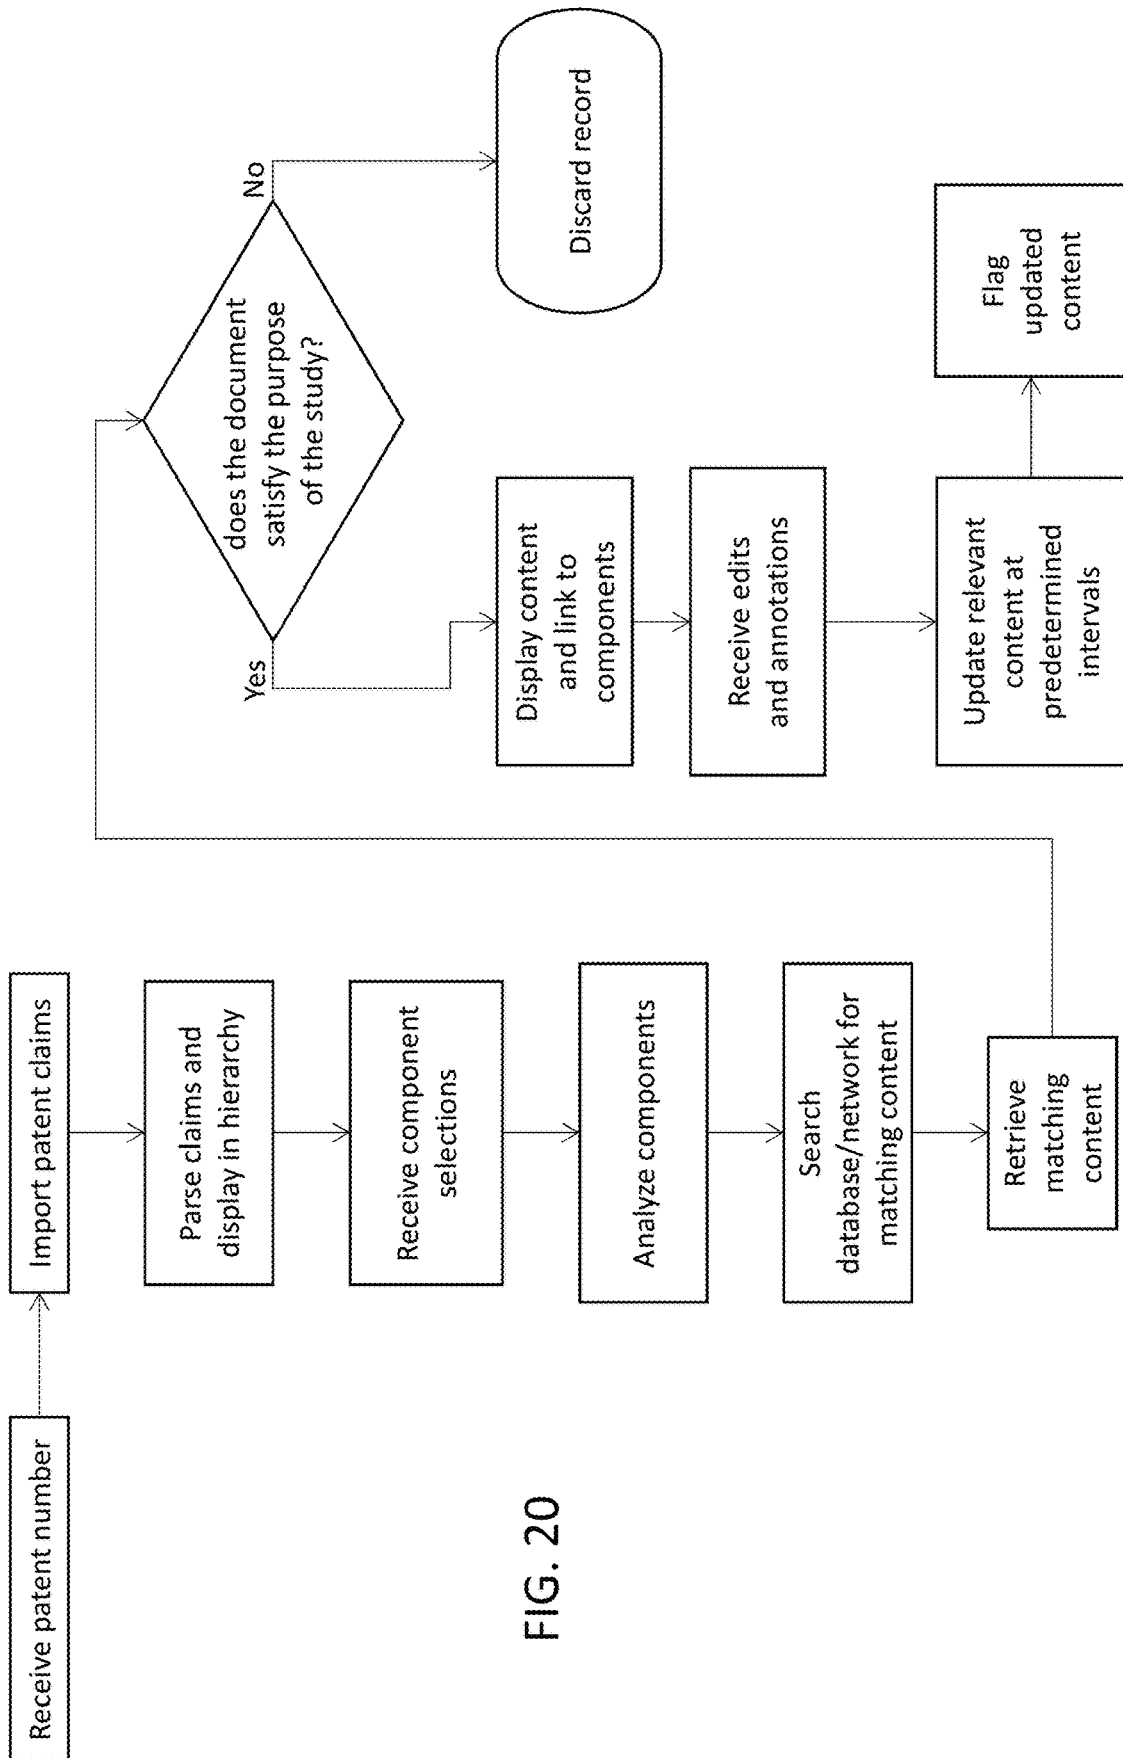 Receive patent number
Import patent claims
Parse claims and
display in hierarchy
Receive component
selections
Analyze components
Search
database/network for
matching content
Retrieve
matching
content
does the document
satisfy the purpose
of the study?
Yes
No
Discard record
Display content
and link to
components
Receive edits
and annotations
Update relevant
content at
predetermined
intervals
Flag
updated
content
FIG. 20